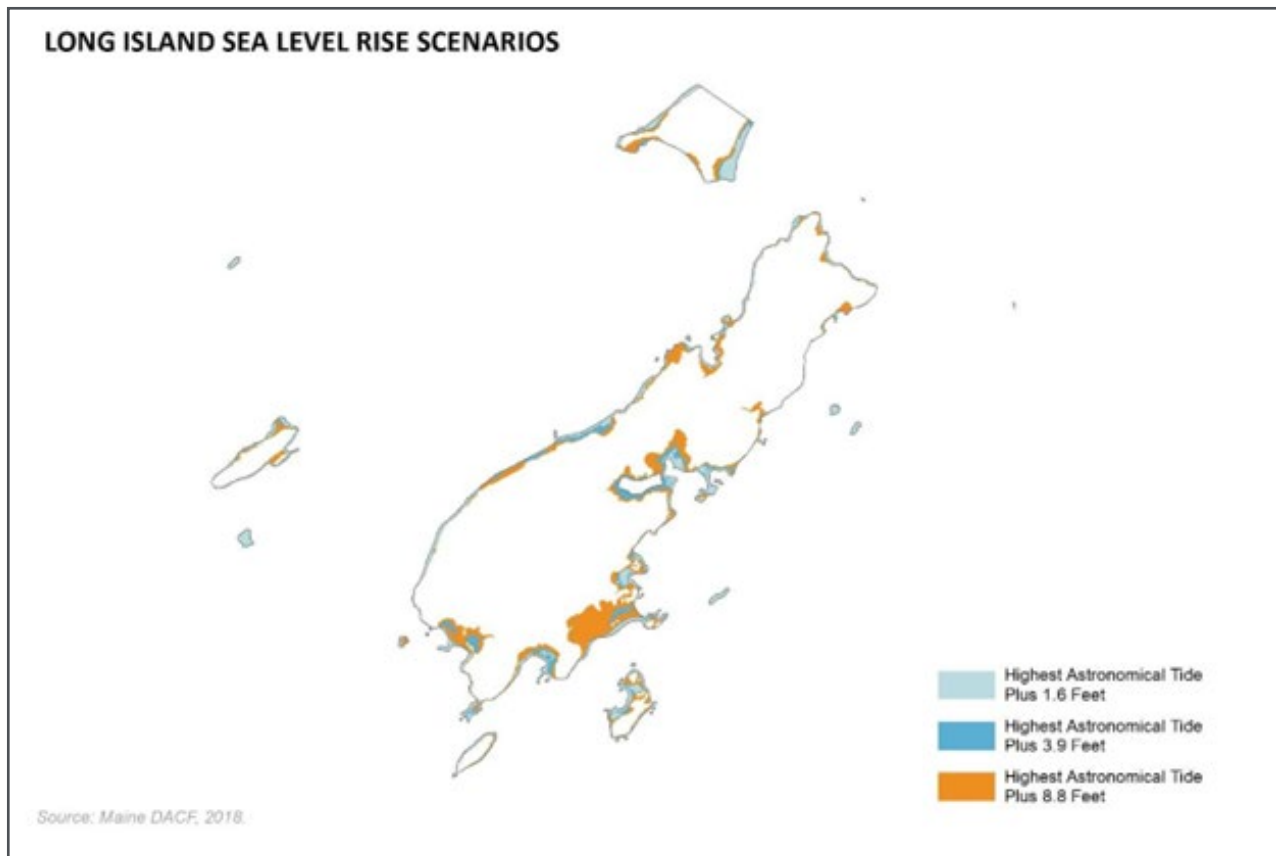 LONG ISLAND SEA LEVEL RISE SCENARIOS
Highest Astronomical Tide
Plus 1.6 Feet
Highest Astronomical Tide
Plus 3.9 Feet
Highest Astronomical Tide
Plus 8.8 Feet
Source: Maine DACF, 2018.